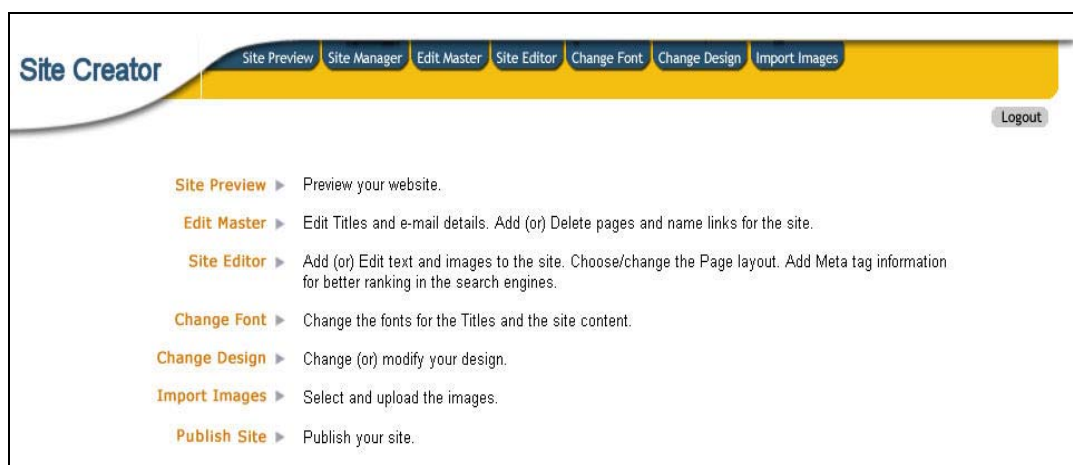 Site Creator
Site Preview Site Manager Edit Master Site Editor Change Font Change Design Import Images
Logout
Site Preview Preview your website.
Edit Master Edit Titles and e-mail details. Add (or) Delete pages and name links for the site.
Site Editor Add (or) Edit text and images to the site. Choose/change the Page layout. Add Meta tag information
for better ranking in the search engines.
Change Font Change the fonts for the Titles and the site content.
Change Design Change (or) modify your design.
Import Images Select and upload the images.
Publish Site Publish your site.